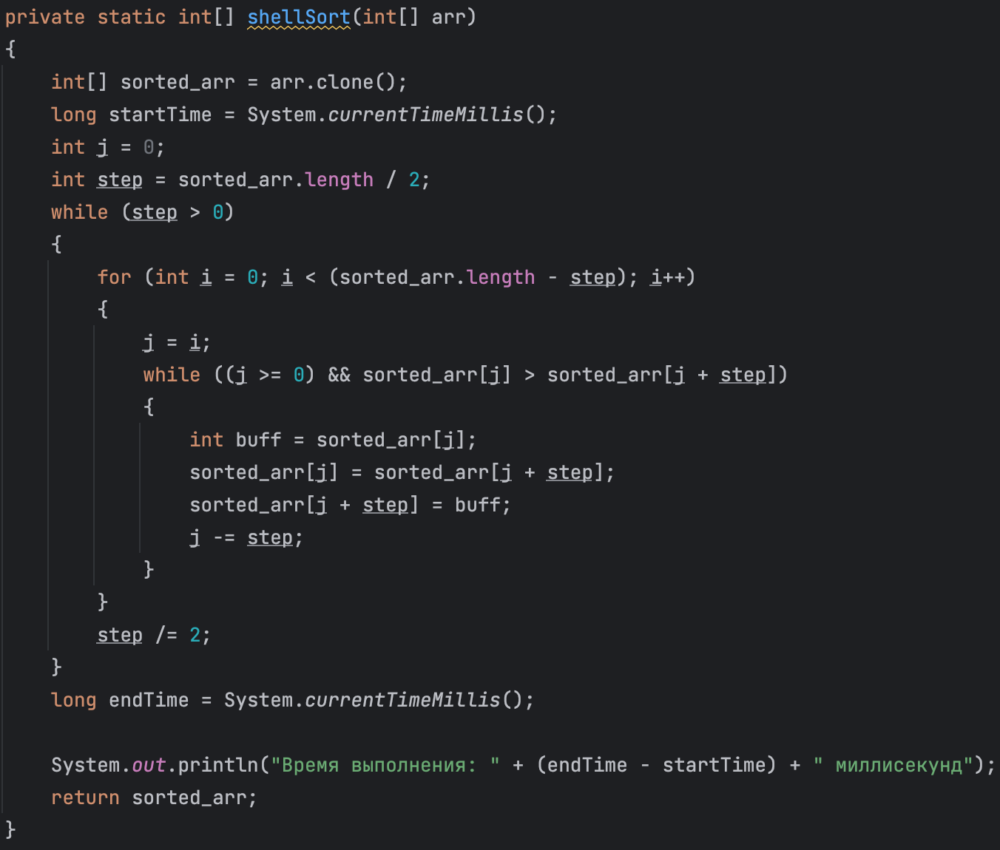 private static int[] shellSort(int[] arr)
{
    int[] sorted_arr = arr.clone();
    long startTime = System.currentTimeMillis();
    int j = 0;
    int step = sorted_arr.length / 2;
    while (step > 0)
    {
        for (int i = 0; i < (sorted_arr.length - step); i++)
        {
            j = i;
            while ((j >= 0) && sorted_arr[j] > sorted_arr[j + step])
            {
                int buff = sorted_arr[j];
                sorted_arr[j] = sorted_arr[j + step];
                sorted_arr[j + step] = buff;
                j -= step;
            }
        }
        step /= 2;
    }
    long endTime = System.currentTimeMillis();

    System.out.println("Время выполнения: " + (endTime - startTime) + " миллисекунд");
    return sorted_arr;
}